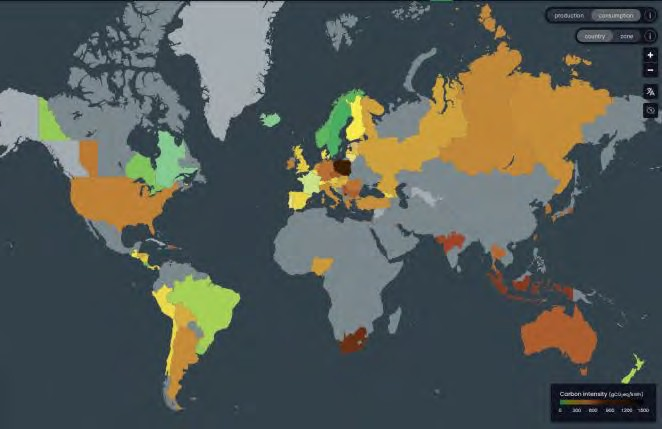 production consumption
country zone
+
−
Carbon intensity (gCO₂eq/kWh)
0 300 600 900 1200 1500